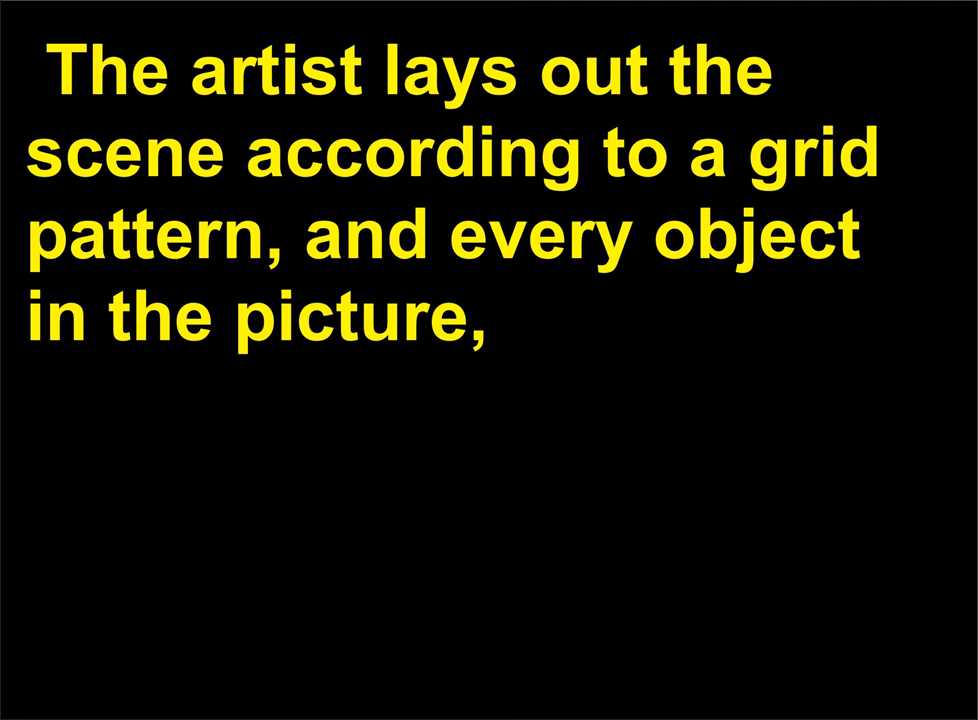 The artist lays out the
scene according to a grid
pattern, and every object
in the picture,